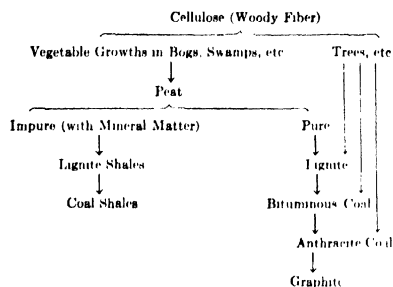 Cellulose (Woody Fiber)
Vegetable Growths in Bogs, Swamps, etc Trees, etc
Peat
Impure (with Mineral Matter) Pure
Lignite Shales Lignite
Coal Shales Bituminous Coal
Anthracite Coal
Graphite